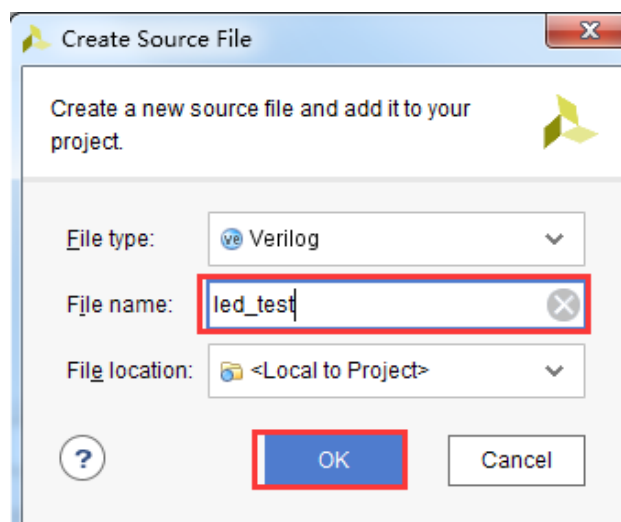 Create Source File
Create a new source file and add it to your
project.
File type: Verilog
File name: led_test
File location: <Local to Project>
? OK Cancel